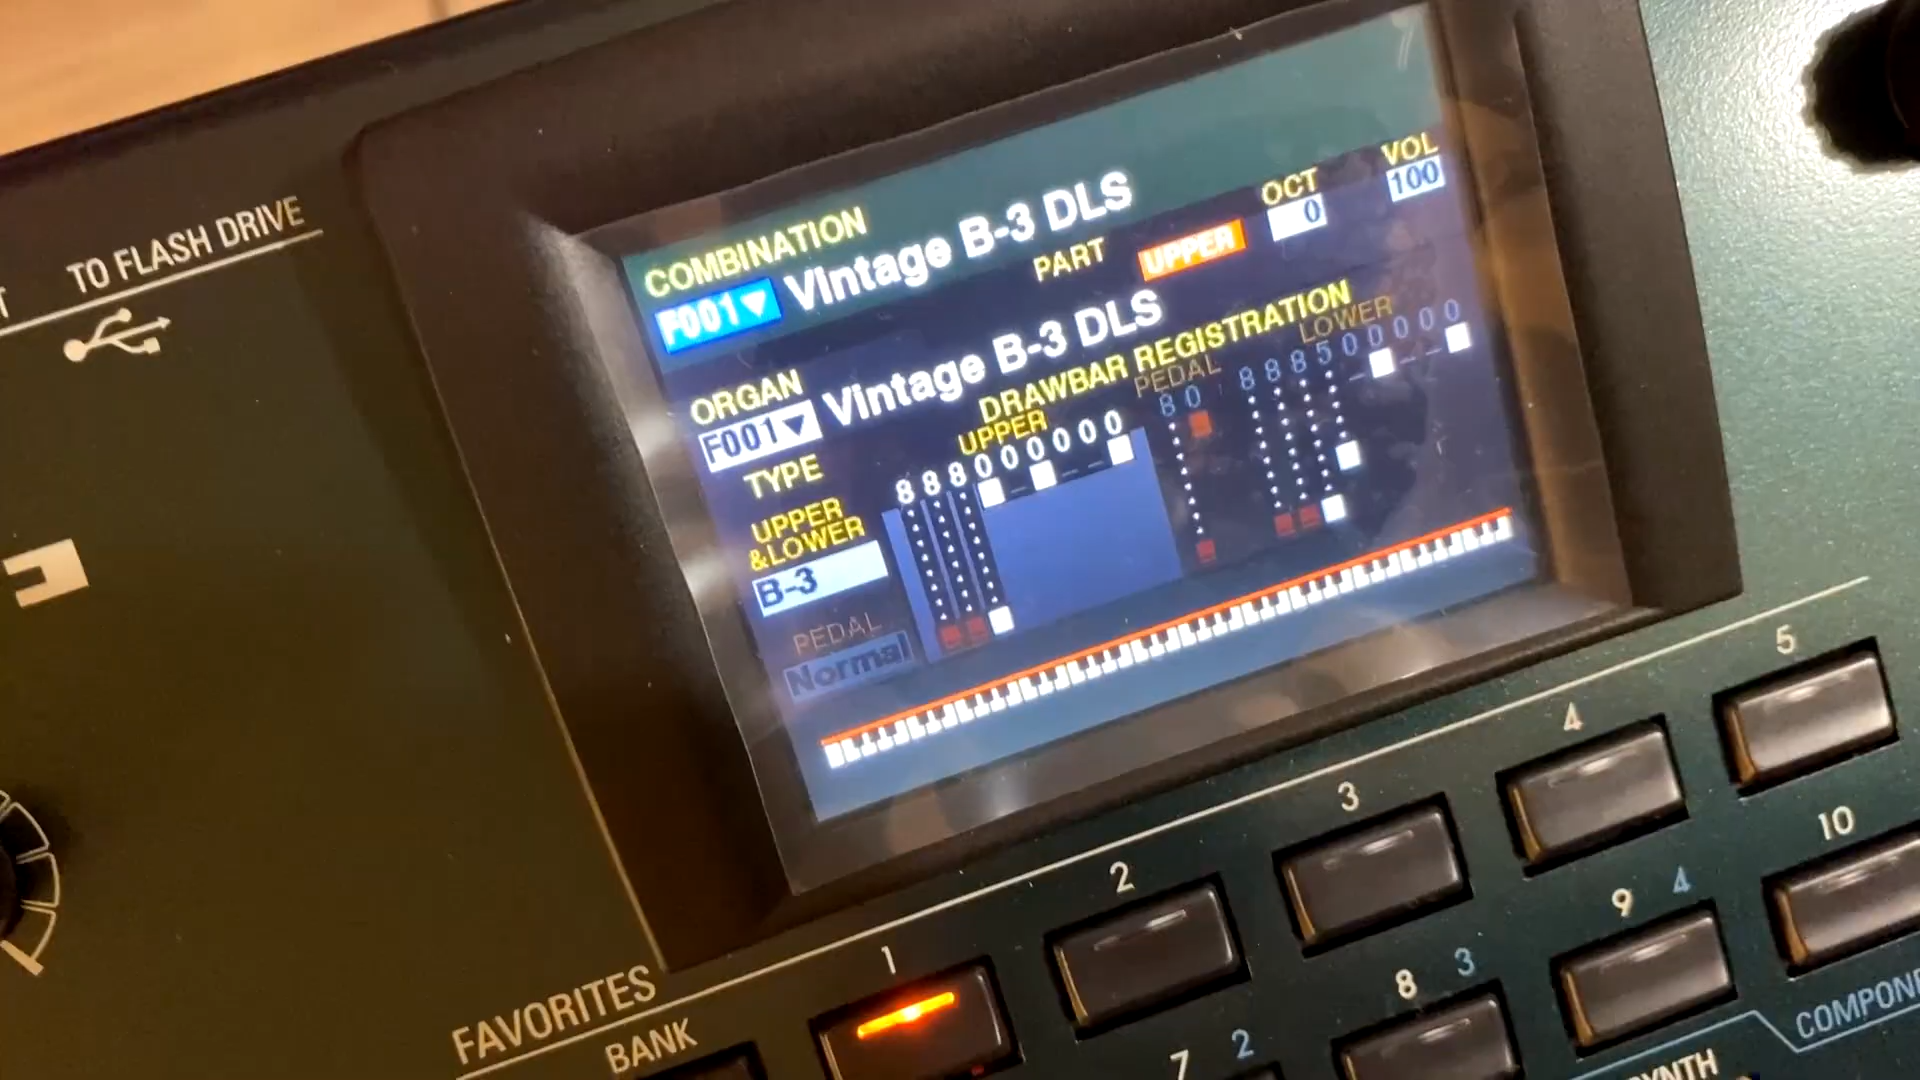 TO FLASH DRIVE
COMBINATION
F001 Vintage B-3 DLS
PART UPPER
OCT
0
VOL
100
ORGAN
F001 Vintage B-3 DLS
DRAWBAR REGISTRATION
UPPER
888000000
PEDAL
80
LOWER
888500000
TYPE
UPPER
&LOWER
B-3
PEDAL
Normal
FAVORITES
BANK
1
2
3
4
5
7 2
8 3
9 4
10